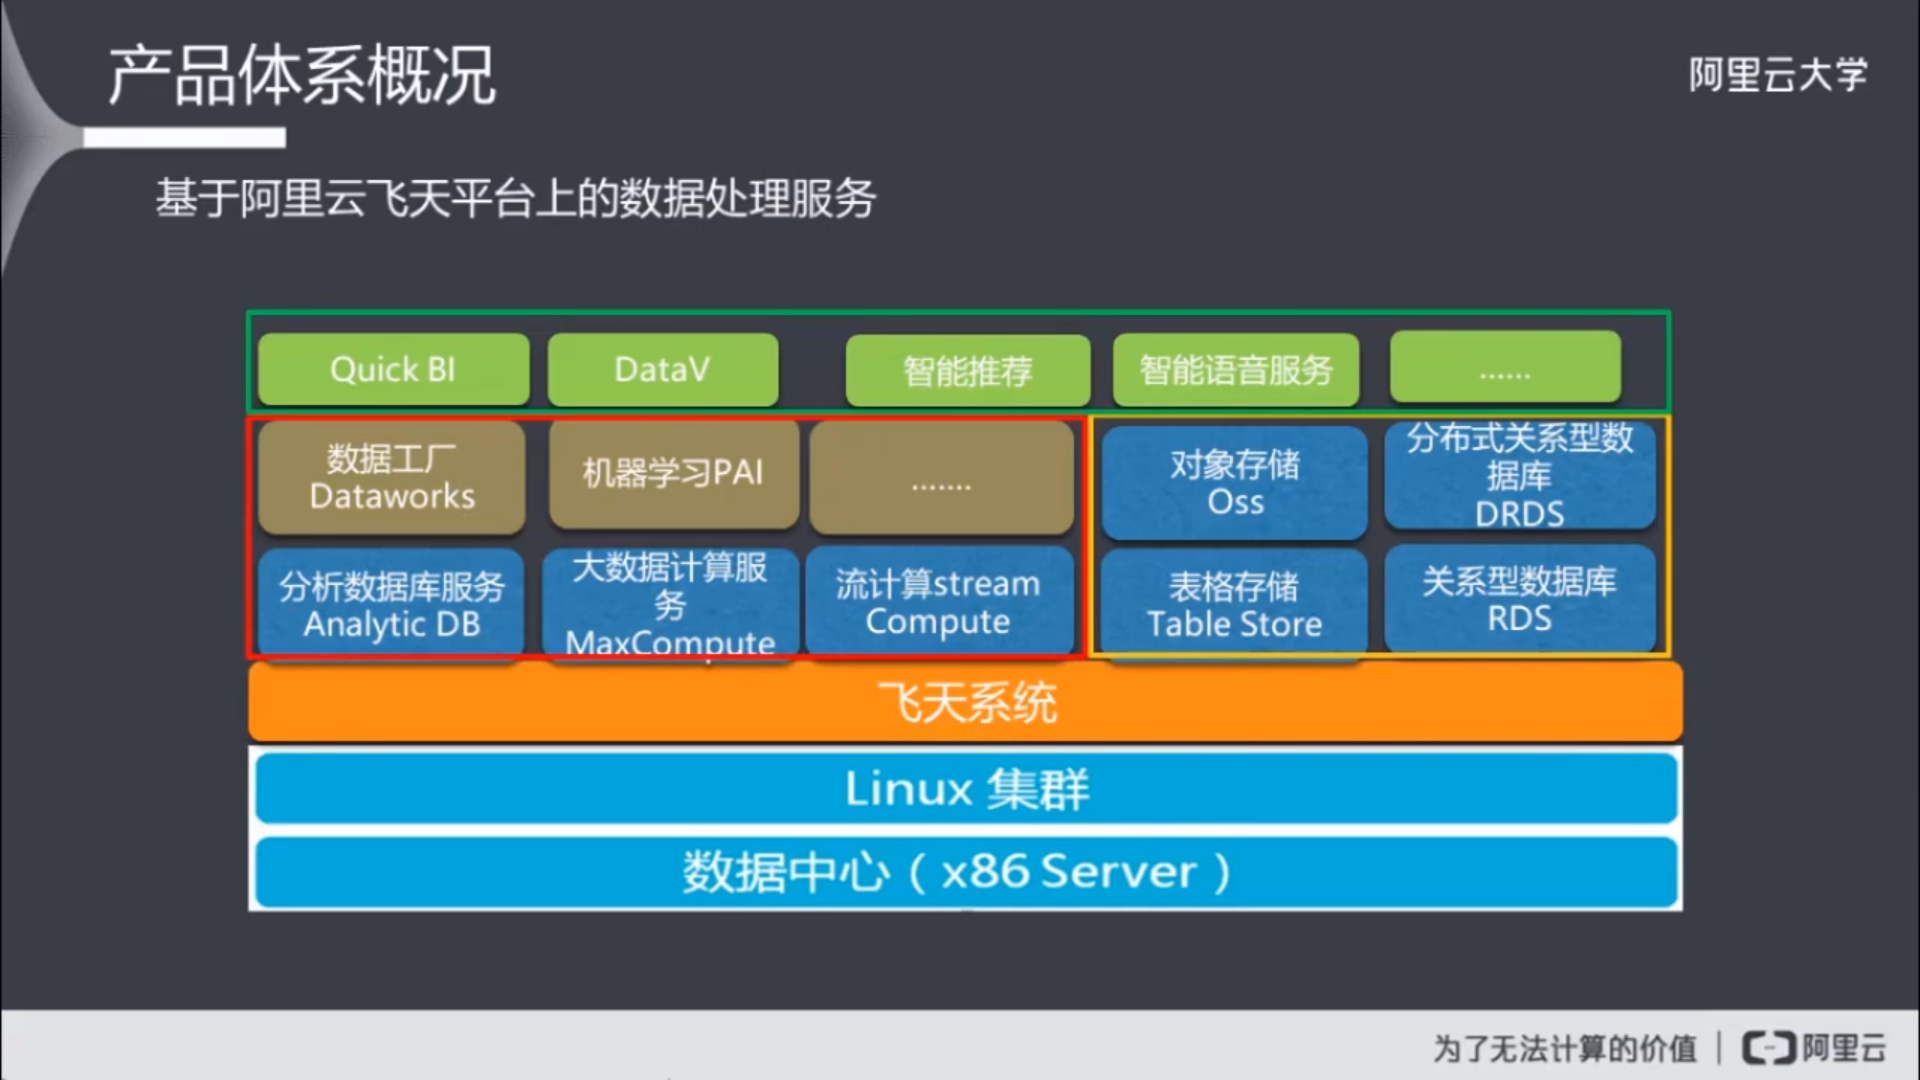 产品体系概况
阿里云大学
基于阿里云飞天平台上的数据处理服务
Quick BI
DataV
智能推荐
智能语音服务
......
数据工厂
Dataworks
机器学习PAI
.......
对象存储
Oss
分布式关系型数
据库
DRDS
分析数据库服务
Analytic DB
大数据计算服
务
MaxCompute
流计算stream
Compute
表格存储
Table Store
关系型数据库
RDS
飞天系统
Linux 集群
数据中心（x86 Server）
为了无法计算的价值 | 阿里云